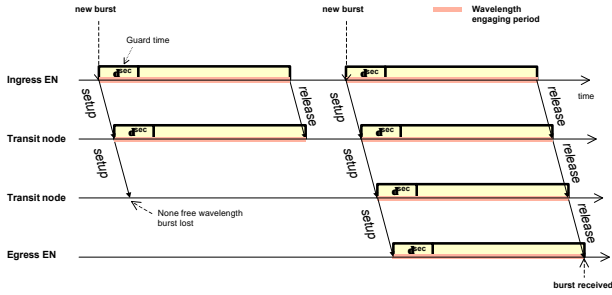 new burst
new burst
Wavelength
engaging period
Guard time
sec
sec
Ingress EN
time
setup
release
setup
release
sec
sec
Transit node
setup
setup
release
sec
Transit node
None free wavelength
burst lost
setup
release
sec
Egress EN
burst received